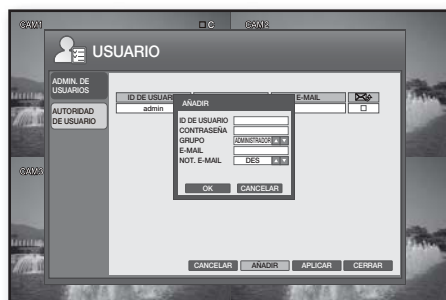 CAM1
CAM2
USUARIO
ADMIN. DE
USUARIOS
AUTORIDAD
DE USUARIO
ID DE USUAR
E-MAIL
admin
AÑADIR
ID DE USUARIO
CONTRASEÑA
GRUPO ADMINISTRADOR
E-MAIL
NOT. E-MAIL DES
OK CANCELAR
CAM3
CANCELAR AÑADIR APLICAR CERRAR